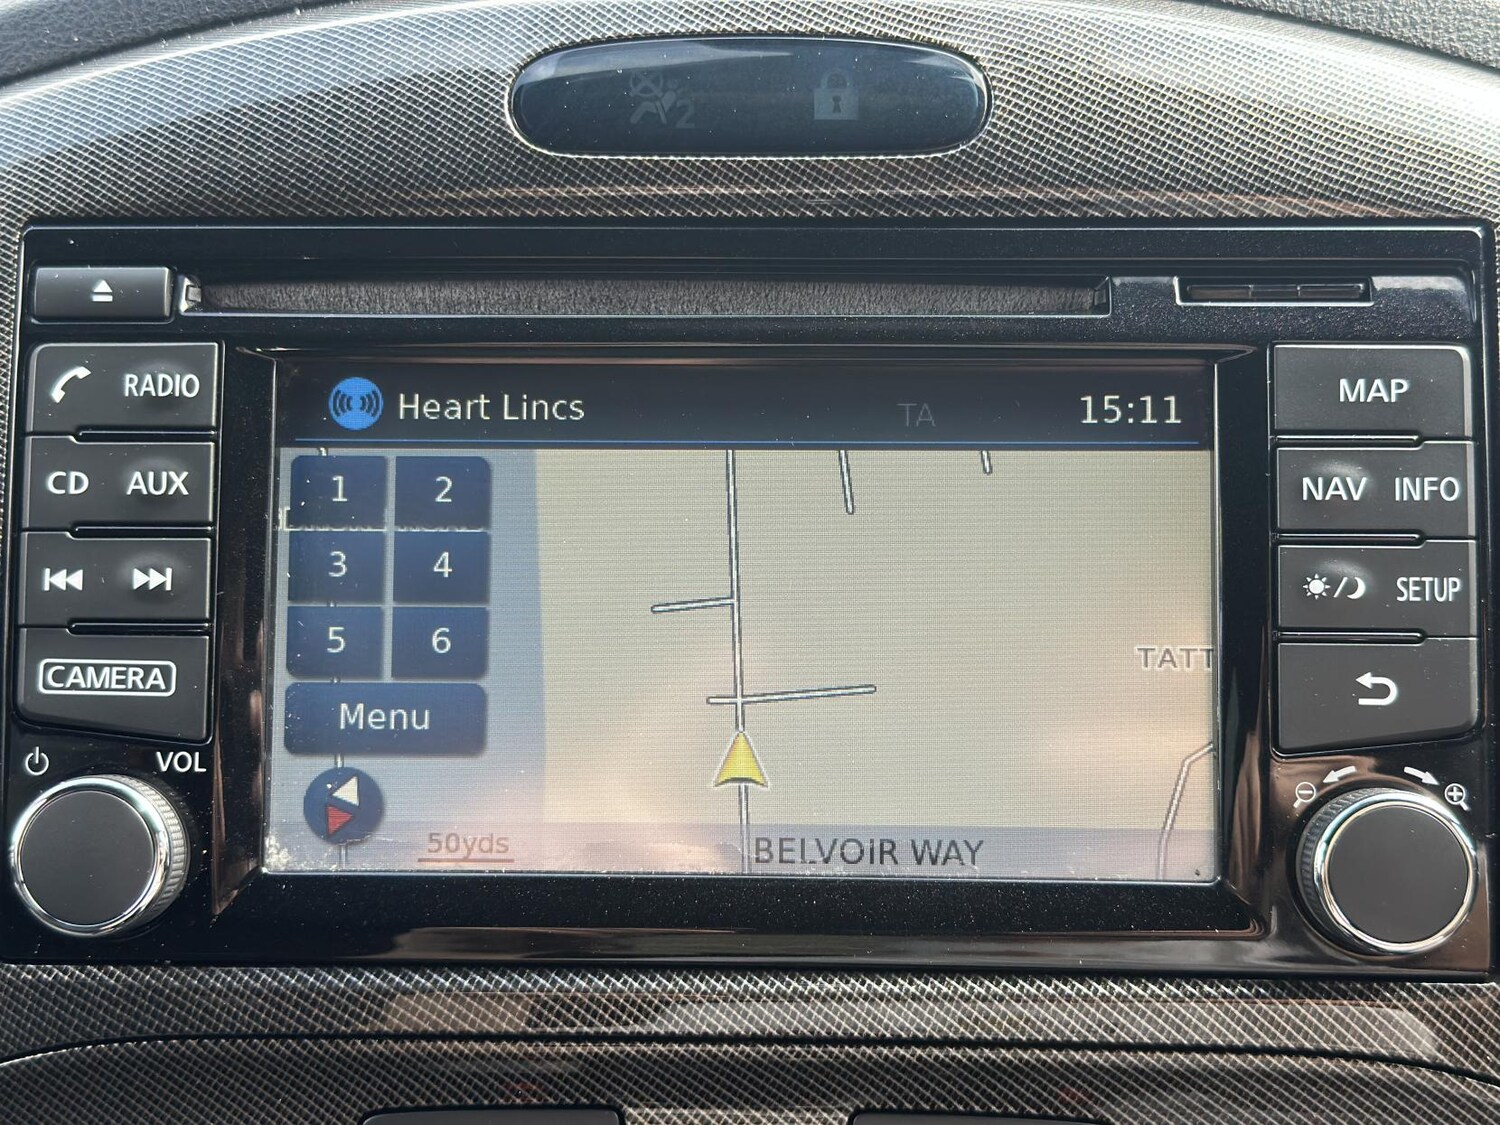 2
RADIO
CD AUX
CAMERA
VOL
Heart Lincs TA 15:11
1 2
3 4
5 6
Menu
50yds
BELVOIR WAY
TATT
MAP
NAV INFO
SETUP